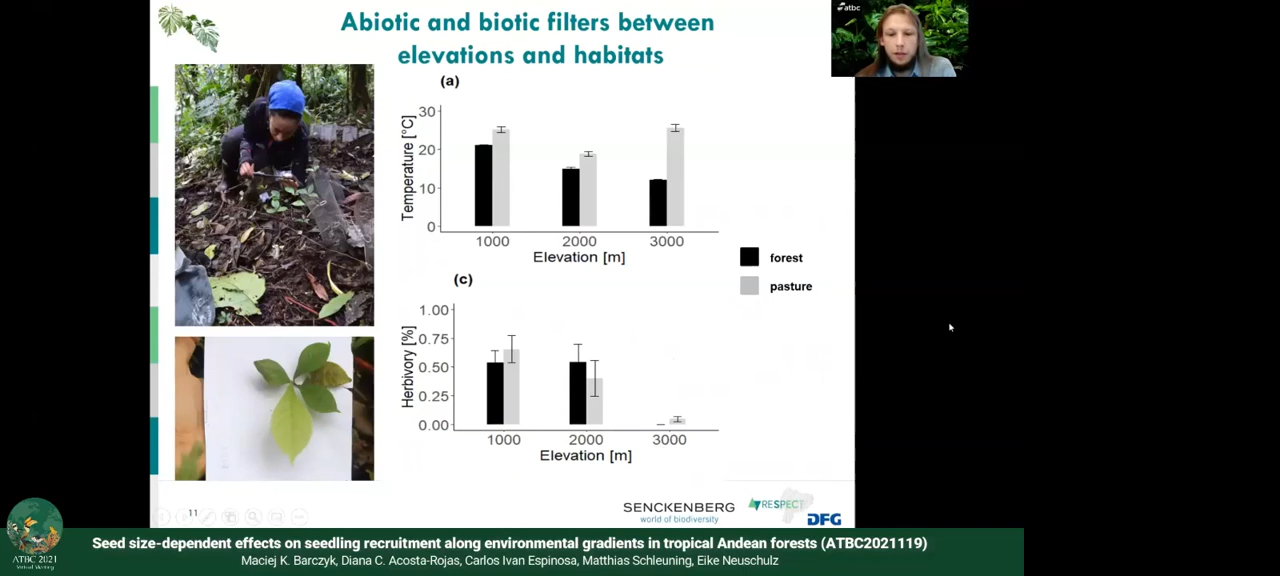 Abiotic and biotic filters between
elevations and habitats
atbc
(a)
Temperature [°C]
30
20
10
0
1000 2000 3000
Elevation [m]
forest
pasture
(c)
Herbivory [%]
1.00
0.75
0.50
0.25
0.00
1000 2000 3000
Elevation [m]
11
SENCKENBERG
world of biodiversity
RESPECT
DFG
ATBC 2021
Virtual Meeting
Seed size-dependent effects on seedling recruitment along environmental gradients in tropical Andean forests (ATBC2021119)
Maciej K. Barczyk, Diana C. Acosta-Rojas, Carlos Ivan Espinosa, Matthias Schleuning, Eike Neuschulz